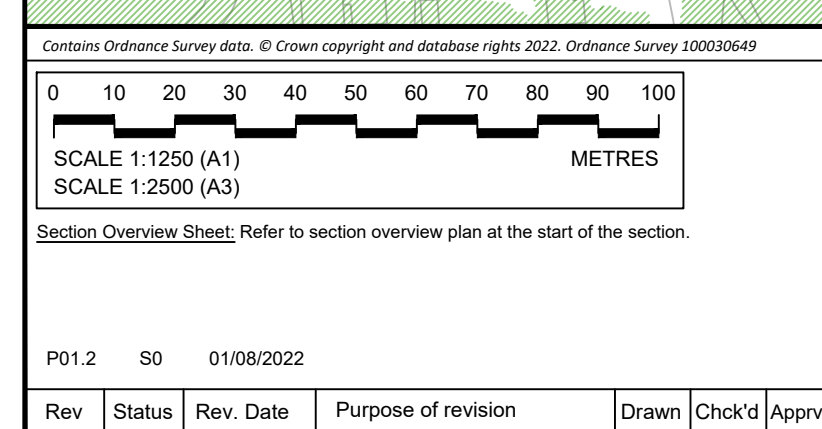 Contains Ordnance Survey data. © Crown copyright and database rights 2022. Ordnance Survey 100030649
0 10 20 30 40 50 60 70 80 90 100
SCALE 1:1250 (A1) METRES
SCALE 1:2500 (A3)
Section Overview Sheet: Refer to section overview plan at the start of the section.
P01.2 S0 01/08/2022
Rev Status Rev. Date Purpose of revision Drawn Chck'd Apprv